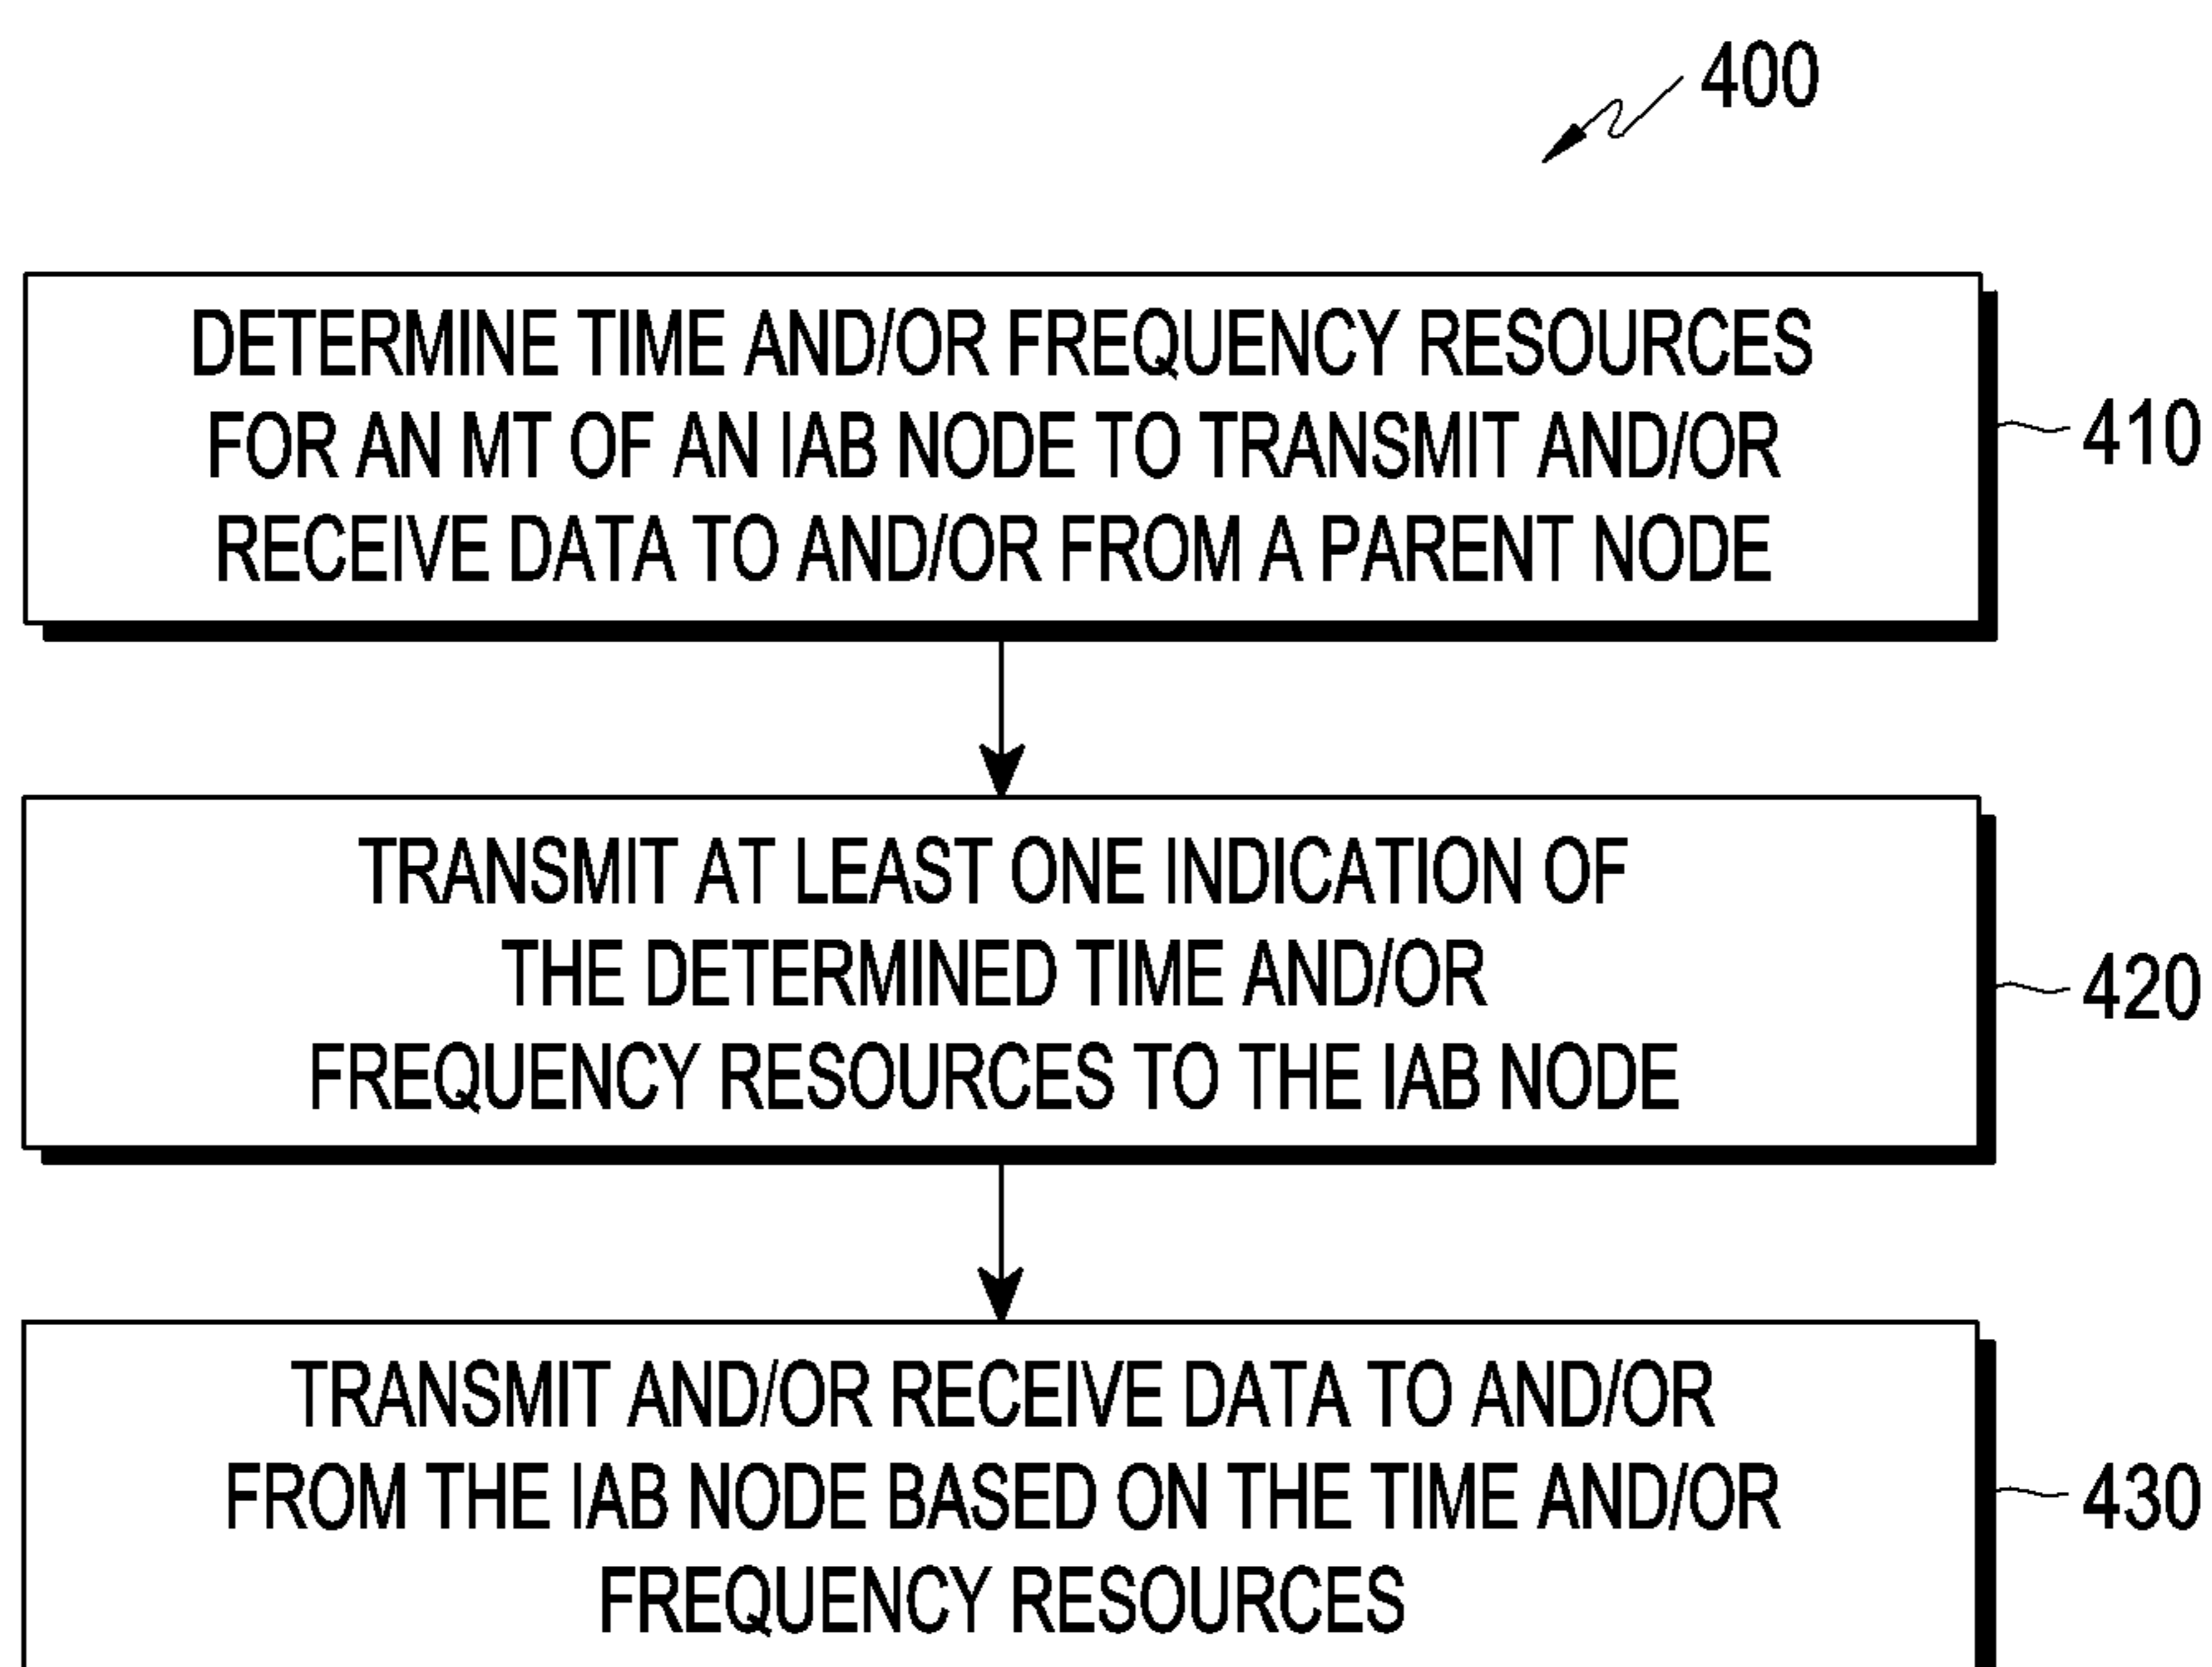 400
DETERMINE TIME AND/OR FREQUENCY RESOURCES
FOR AN MT OF AN IAB NODE TO TRANSMIT AND/OR
RECEIVE DATA TO AND/OR FROM A PARENT NODE
410
TRANSMIT AT LEAST ONE INDICATION OF
THE DETERMINED TIME AND/OR
FREQUENCY RESOURCES TO THE IAB NODE
420
TRANSMIT AND/OR RECEIVE DATA TO AND/OR
FROM THE IAB NODE BASED ON THE TIME AND/OR
FREQUENCY RESOURCES
430